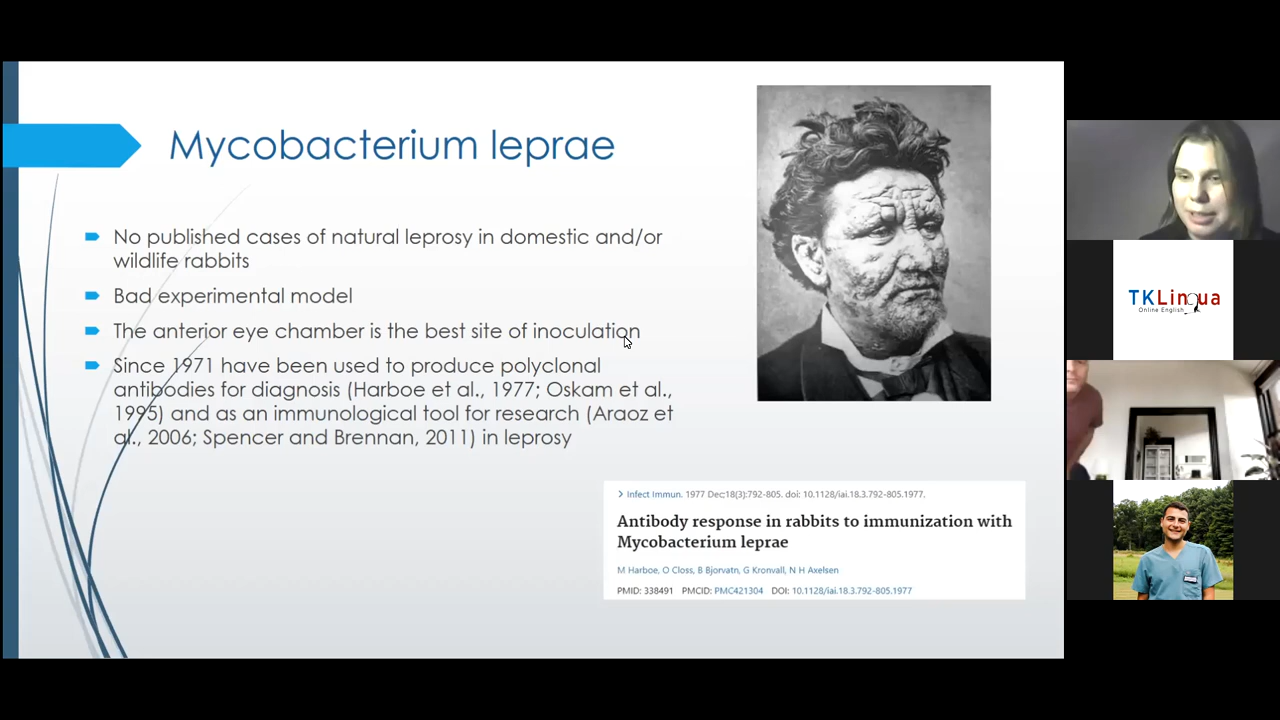 Mycobacterium leprae
No published cases of natural leprosy in domestic and/or
wildlife rabbits
Bad experimental model
The anterior eye chamber is the best site of inoculation
Since 1971 have been used to produce polyclonal
antibodies for diagnosis (Harboe et al., 1977; Oskam et al.,
1995) and as an immunological tool for research (Araoz et
al., 2006; Spencer and Brennan, 2011) in leprosy
Infect Immun. 1977 Dec;18(3):792-805. doi: 10.1128/iai.18.3.792-805.1977.
Antibody response in rabbits to immunization with
Mycobacterium leprae
M Harboe, O Closs, B Bjorvatn, G Kronvall, N H Axelsen
PMID: 338491 PMCID: PMC421304 DOI: 10.1128/iai.18.3.792-805.1977
TKLingua
Online English